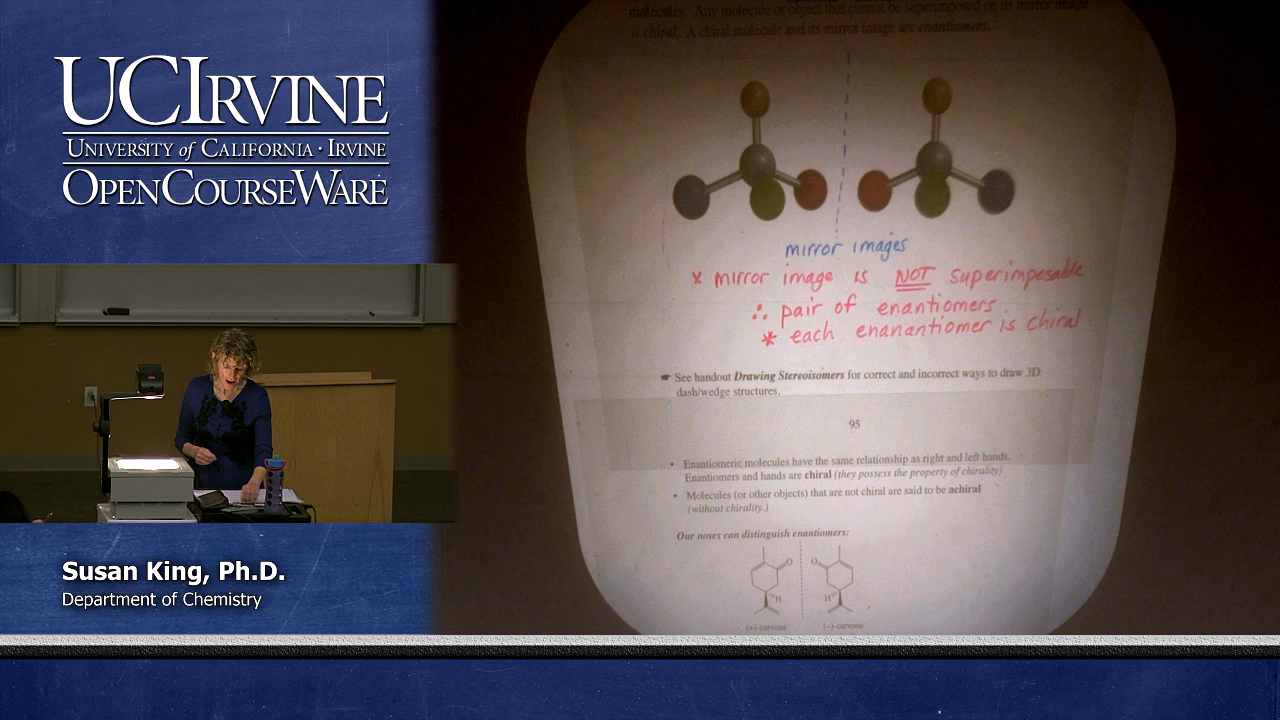 UCIRVINE
UNIVERSITY of CALIFORNIA · IRVINE
OPENCOURSEWARE
Susan King, Ph.D.
Department of Chemistry
molecules. Any molecule or object that cannot be superimposed on its mirror image
is chiral. A chiral molecule and its mirror image are enantiomers.
mirror images
* mirror image is NOT superimposable
∴ pair of enantiomers
* each enanantiomer is chiral
☛ See handout Drawing Stereoisomers for correct and incorrect ways to draw 3D
dash/wedge structures.
95
• Enantiomeric molecules have the same relationship as right and left hands.
Enantiomers and hands are chiral (they possess the property of chirality)
• Molecules (or other objects) that are not chiral are said to be achiral
(without chirality.)
Our noses can distinguish enantiomers:
O O
H H
(+)-carvone (−)-carvone